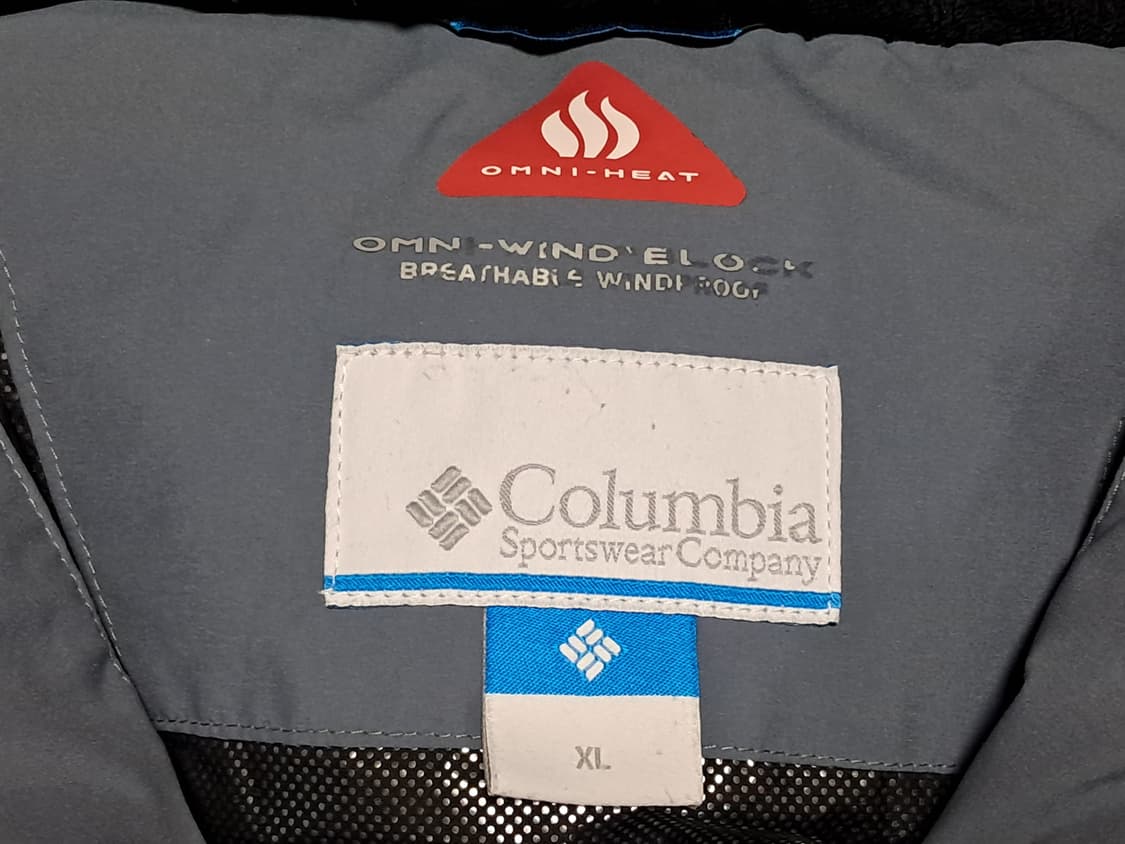 OMNI-HEAT
OMNI-WIND BLOCK
BREATHABLE WINDPROOF
Columbia
Sportswear Company
XL